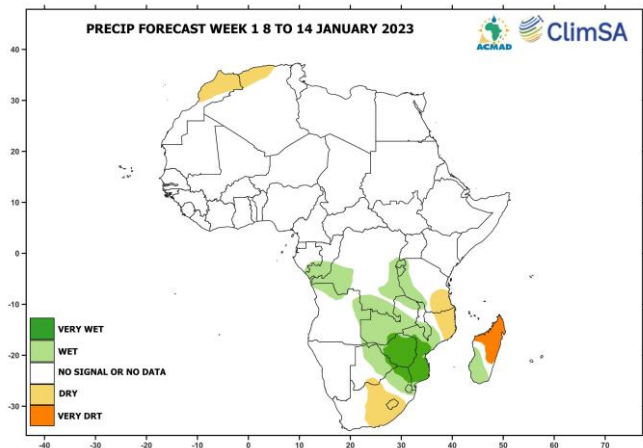 PRECIP FORECAST WEEK 1 8 TO 14 JANUARY 2023
ACMAD
ClimSA
40
30
20
10
0
-10
-20
-30
VERY WET
WET
NO SIGNAL OR NO DATA
DRY
VERY DRT
-40 -30 -20 -10 0 10 20 30 40 50 60 70